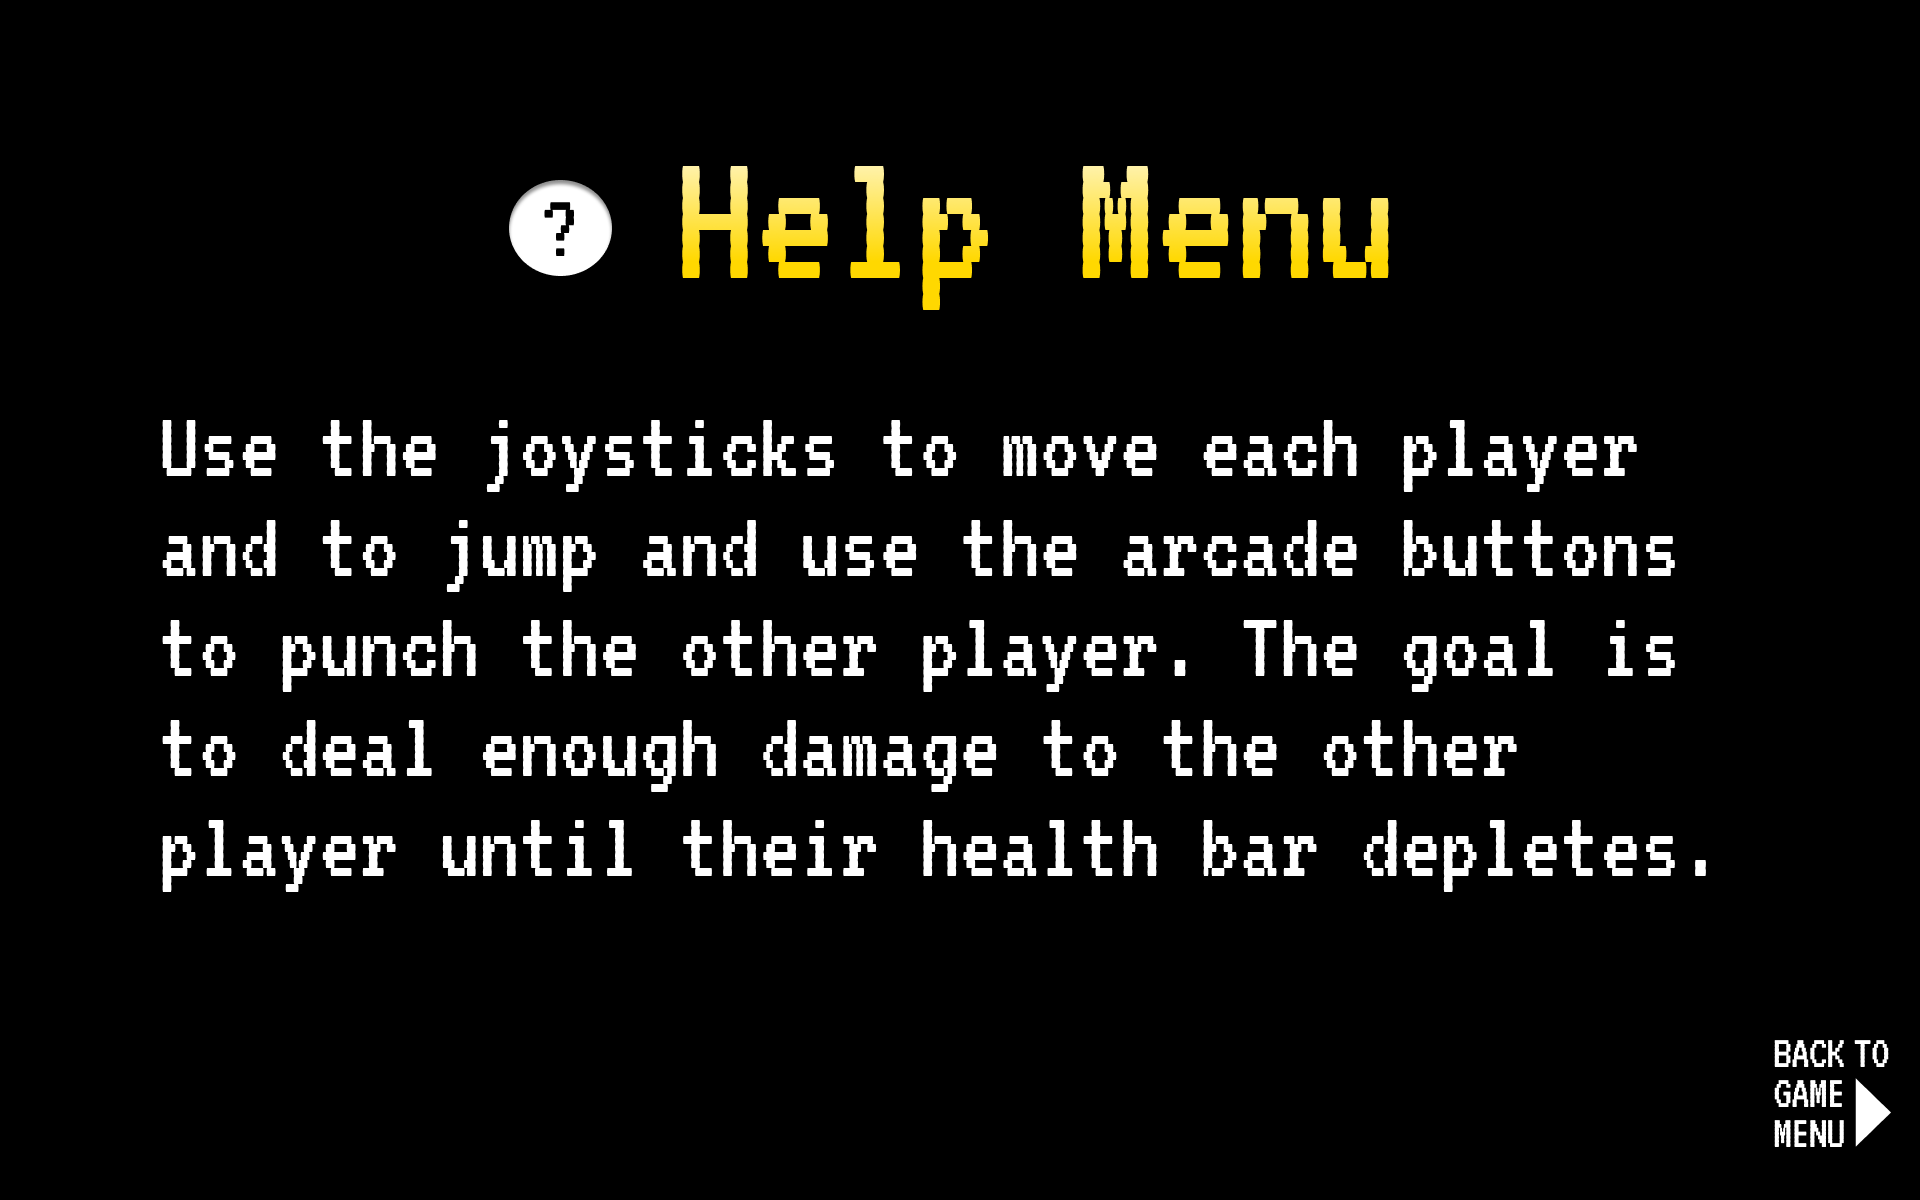 ? Help Menu
Use the joysticks to move each player
and to jump and use the arcade buttons
to punch the other player. The goal is
to deal enough damage to the other
player until their health bar depletes.
BACK TO
GAME
MENU